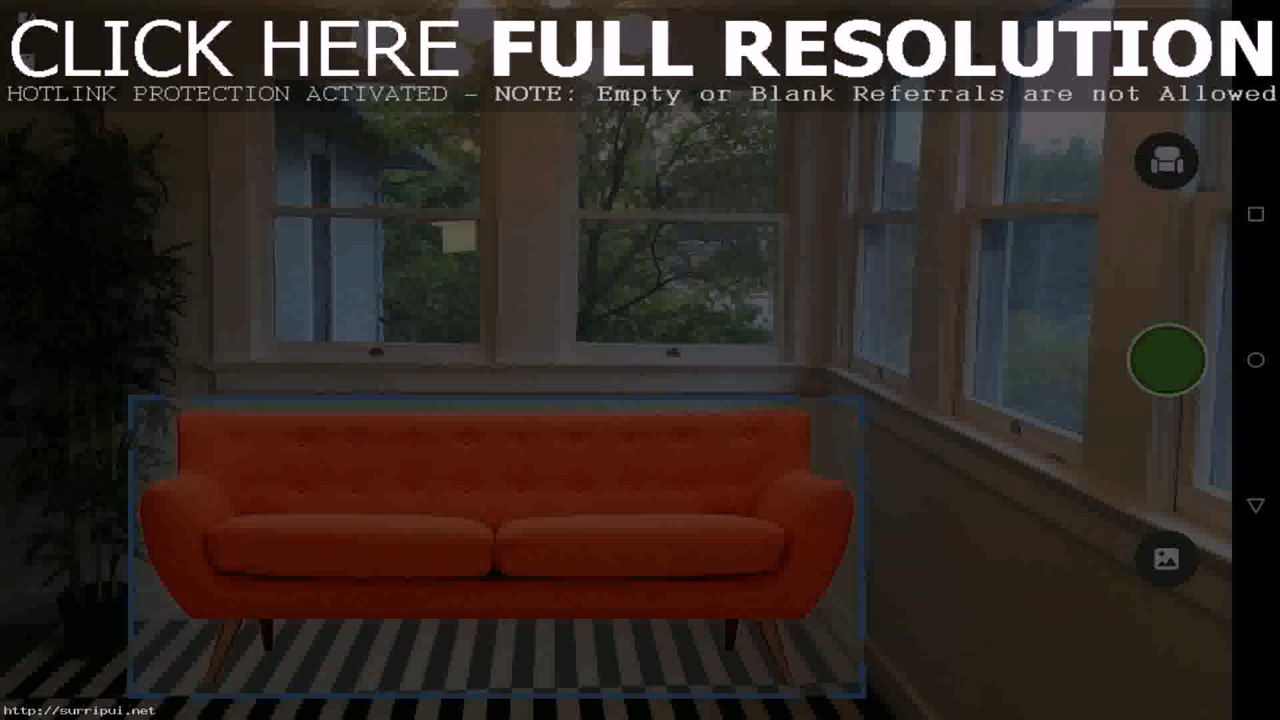 CLICK HERE FULL RESOLUTION
HOTLINK PROTECTION ACTIVATED - NOTE: Empty or Blank Referrals are not Allowed
http://surripui.net